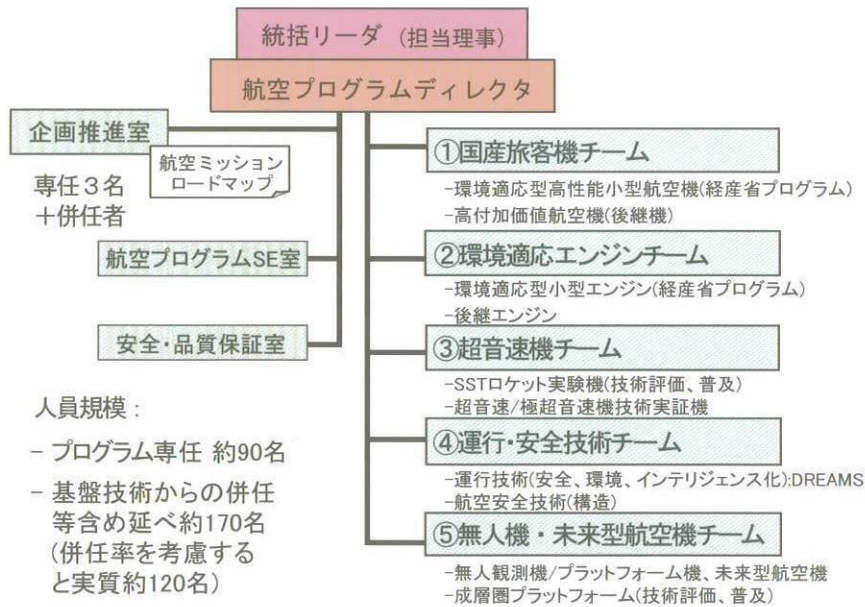 統括リーダ（担当理事）
航空プログラムディレクタ
企画推進室
航空ミッション
ロードマップ
専任３名
＋併任者
航空プログラムSE室
安全・品質保証室
人員規模：
− プログラム専任 約90名
− 基盤技術からの併任
等含め延べ約170名
(併任率を考慮する
と実質約120名)
①国産旅客機チーム
−環境適応型高性能小型航空機(経産省プログラム)
−高付加価値航空機(後継機)
②環境適応エンジンチーム
−環境適応型小型エンジン(経産省プログラム)
−後継エンジン
③超音速機チーム
−SSTロケット実験機(技術評価、普及)
−超音速/極超音速機技術実証機
④運行・安全技術チーム
−運行技術(安全、環境、インテリジェンス化):DREAMS
−航空安全技術(構造)
⑤無人機・未来型航空機チーム
−無人観測機/プラットフォーム機、未来型航空機
−成層圏プラットフォーム(技術評価、普及)